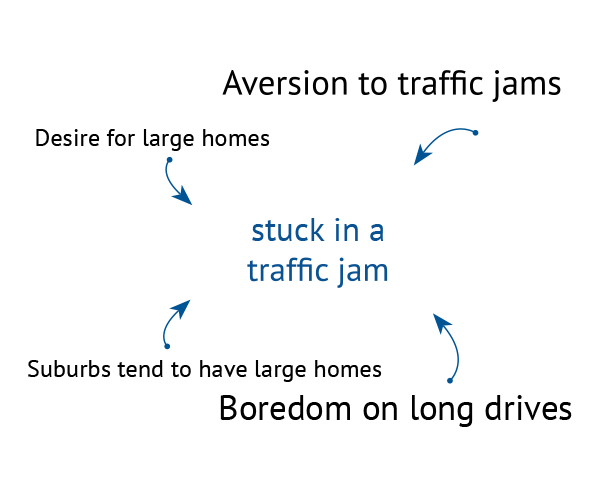 Aversion to traffic jams
Desire for large homes
stuck in a
traffic jam
Suburbs tend to have large homes
Boredom on long drives